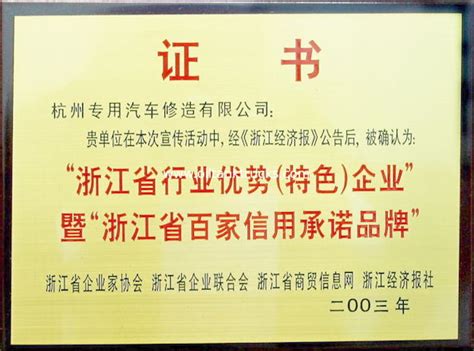 证书
杭州专用汽车修造有限公司：
贵单位在本次宣传活动中，经《浙江经济报》公告后，被确认为：
“浙江省行业优势（特色）企业”
暨“浙江省百家信用承诺品牌”
浙江省企业家协会 浙江省企业联合会 浙江省商贸信息网 浙江经济报社
二〇〇三年